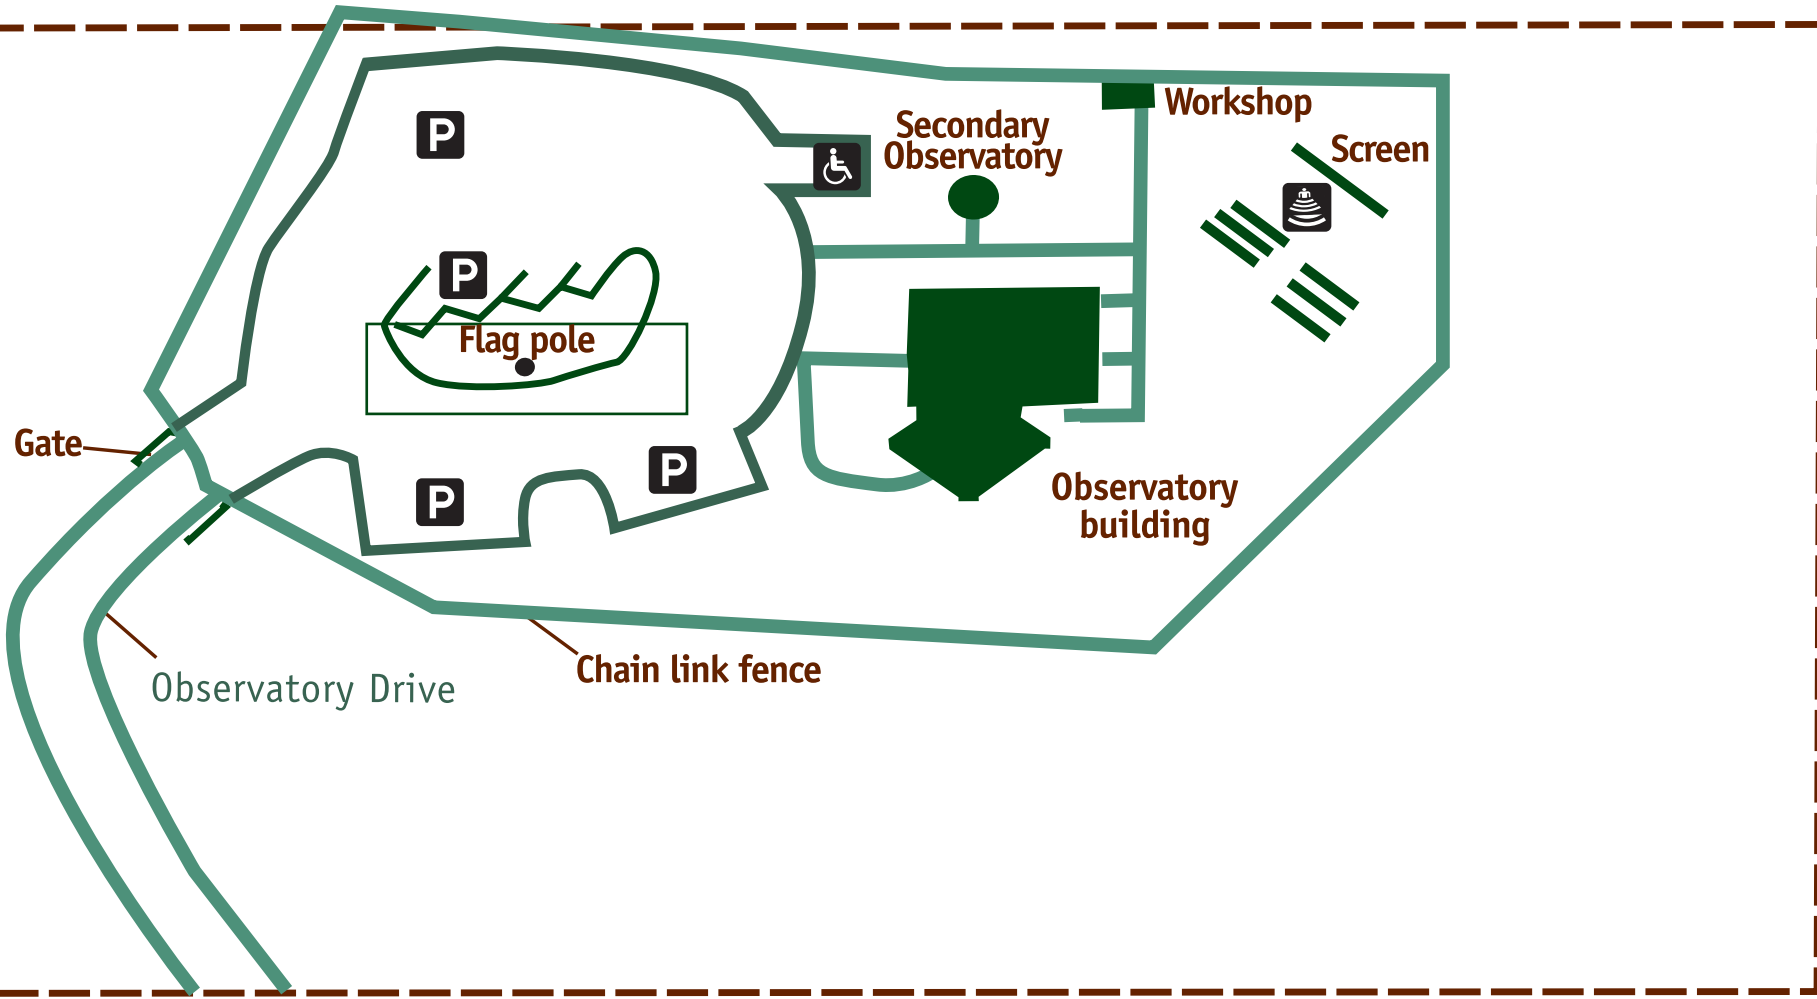 P
Workshop
Secondary
Observatory
Screen
P
Flag pole
Gate
P
P
Observatory
building
Chain link fence
Observatory Drive